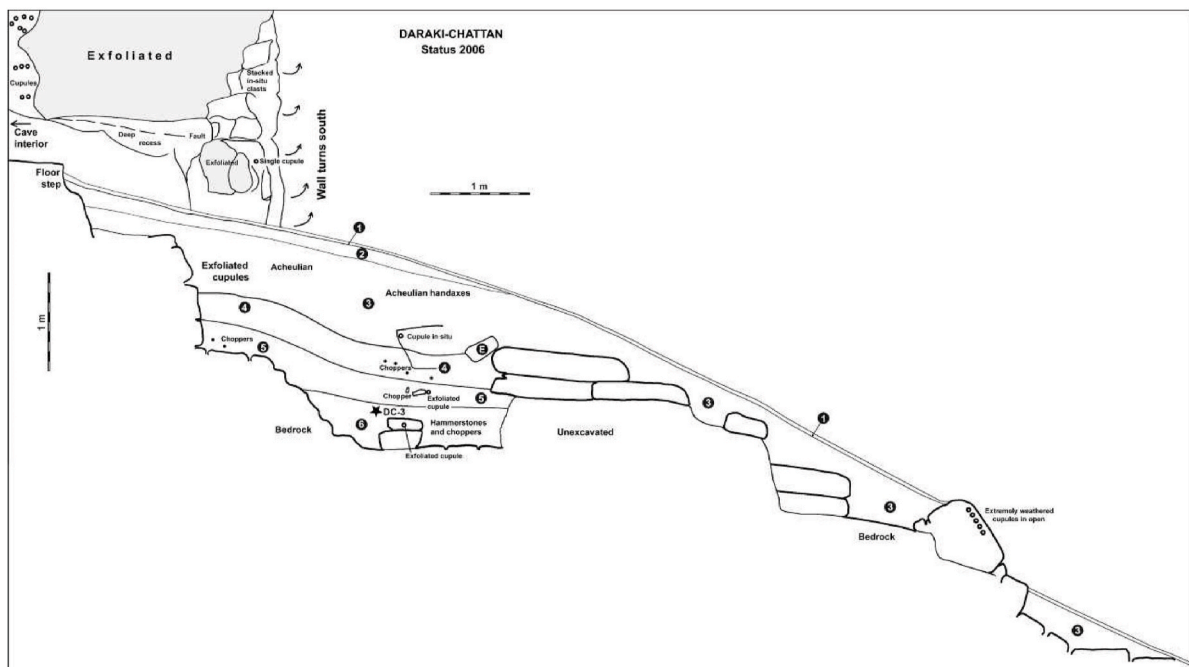 DARAKI-CHATTAN
Status 2006
Exfoliated
Cupules
Stacked
in-situ
clasts
Cave
interior
Deep
recess
Fault
Exfoliated
Single cupule
Wall turns south
Floor
step
1 m
1 m
1
2
Exfoliated
cupules
Acheulian
Acheulian handaxes
3
4
Cupule in situ
E
Choppers
5
Choppers
4
Chopper
Exfoliated
cupule
5
3
1
DC-3
6
Hammerstones
and choppers
Bedrock
Unexcavated
Exfoliated cupule
3
Extremely weathered
cupules in open
Bedrock
3